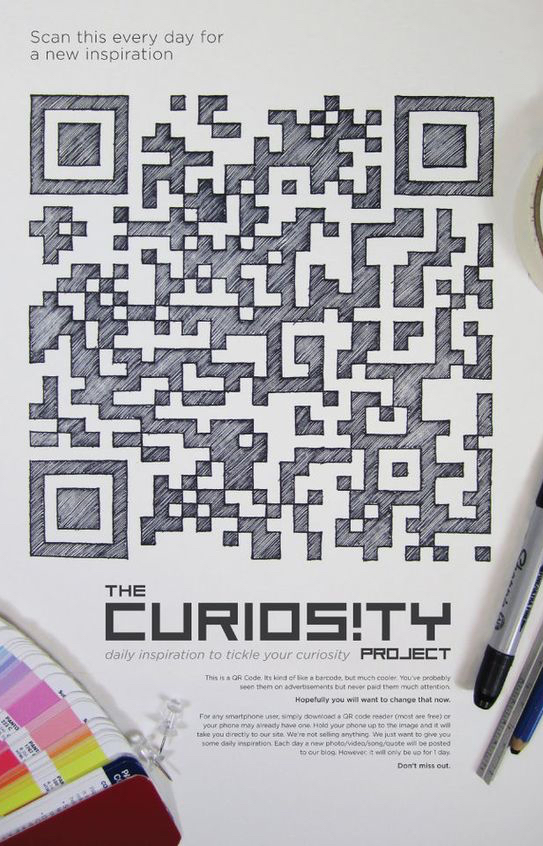 Scan this every day for
a new inspiration
THE
CURIOS!TY
daily inspiration to tickle your curiosity PROJECT
This is a QR Code. Its kind of like a barcode, but much cooler. You've probably
seen them on advertisements but never paid them much attention.
Hopefully you will want to change that now.
For any smartphone user, simply download a QR code reader (most are free) or
your phone may already have one. Hold your phone up to the image and it will
take you directly to our site. We're not selling anything. We just want to give you
some daily inspiration. Each day a new photo/video/song/quote will be posted
to our blog. However, it will only be up for 1 day.
Don't miss out.